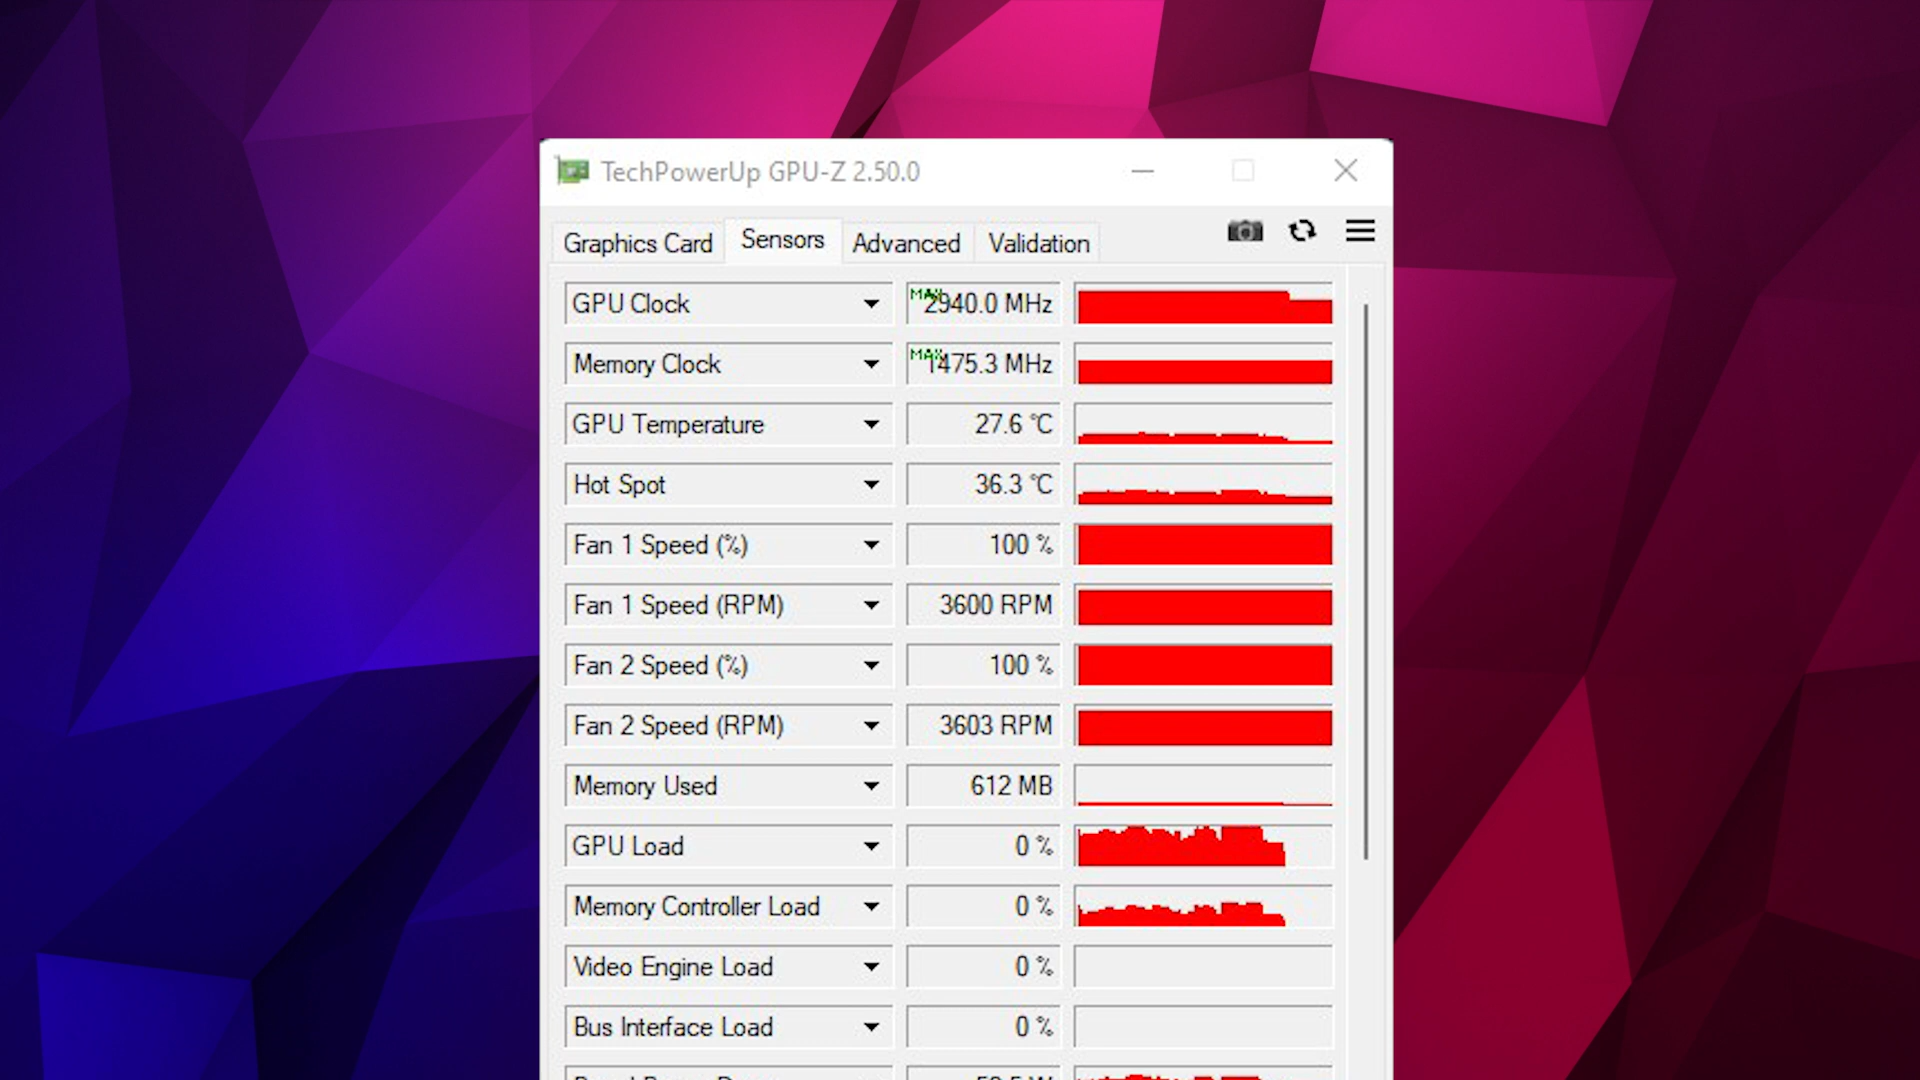 TechPowerUp GPU-Z 2.50.0
Graphics Card Sensors Advanced Validation
GPU Clock MAX 2940.0 MHz
Memory Clock MAX 1475.3 MHz
GPU Temperature 27.6 °C
Hot Spot 36.3 °C
Fan 1 Speed (%) 100 %
Fan 1 Speed (RPM) 3600 RPM
Fan 2 Speed (%) 100 %
Fan 2 Speed (RPM) 3603 RPM
Memory Used 612 MB
GPU Load 0 %
Memory Controller Load 0 %
Video Engine Load 0 %
Bus Interface Load 0 %